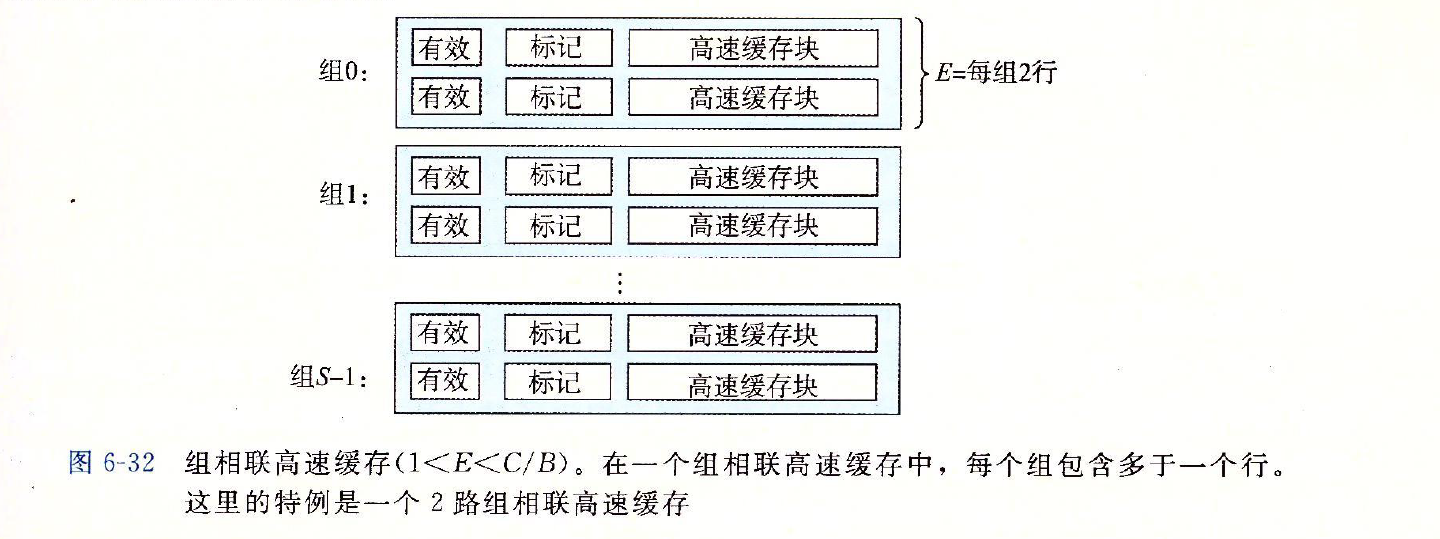 组0:
有效 标记 高速缓存块
有效 标记 高速缓存块
E=每组2行
组1:
有效 标记 高速缓存块
有效 标记 高速缓存块
⋮
组S-1:
有效 标记 高速缓存块
有效 标记 高速缓存块
图 6-32 组相联高速缓存(1<E<C/B)。在一个组相联高速缓存中，每个组包含多于一个行。
这里的特例是一个 2 路组相联高速缓存